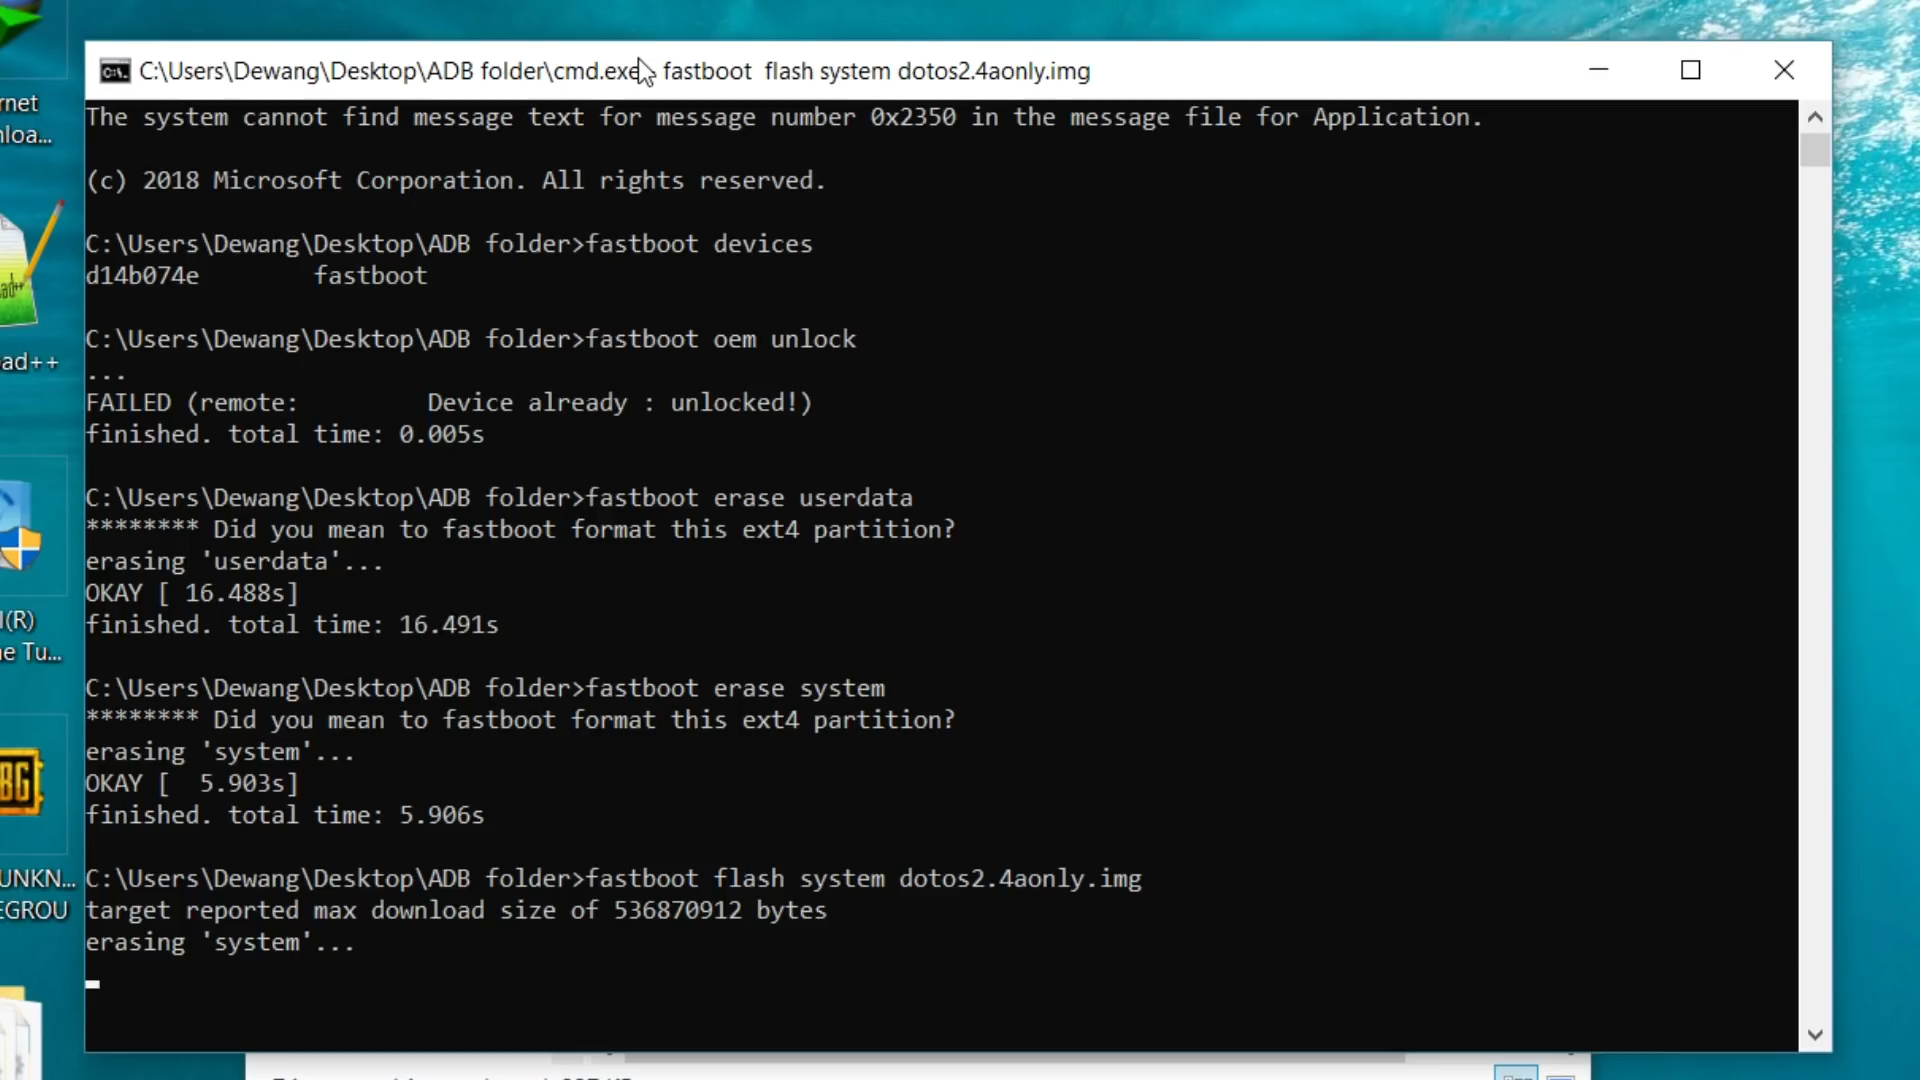 C:\Users\Dewang\Desktop\ADB folder\cmd.exe fastboot  flash system dotos2.4aonly.img
The system cannot find message text for message number 0x2350 in the message file for Application.
(c) 2018 Microsoft Corporation. All rights reserved.
C:\Users\Dewang\Desktop\ADB folder>fastboot devices
d14b074e        fastboot
C:\Users\Dewang\Desktop\ADB folder>fastboot oem unlock
...
FAILED (remote:         Device already : unlocked!)
finished. total time: 0.005s
C:\Users\Dewang\Desktop\ADB folder>fastboot erase userdata
******** Did you mean to fastboot format this ext4 partition?
erasing 'userdata'...
OKAY [ 16.488s]
finished. total time: 16.491s
C:\Users\Dewang\Desktop\ADB folder>fastboot erase system
******** Did you mean to fastboot format this ext4 partition?
erasing 'system'...
OKAY [  5.903s]
finished. total time: 5.906s
C:\Users\Dewang\Desktop\ADB folder>fastboot flash system dotos2.4aonly.img
target reported max download size of 536870912 bytes
erasing 'system'...
rnet
nloa...
ad++
(R)
e Tu...
BG
UNKN...
EGROU